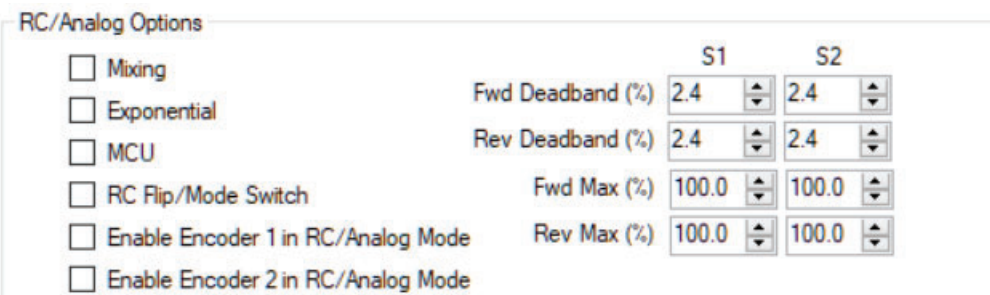 RC/Analog Options
S1 S2
Mixing
Fwd Deadband (%) 2.4 2.4
Exponential
Rev Deadband (%) 2.4 2.4
MCU
Fwd Max (%) 100.0 100.0
RC Flip/Mode Switch
Enable Encoder 1 in RC/Analog Mode Rev Max (%) 100.0 100.0
Enable Encoder 2 in RC/Analog Mode